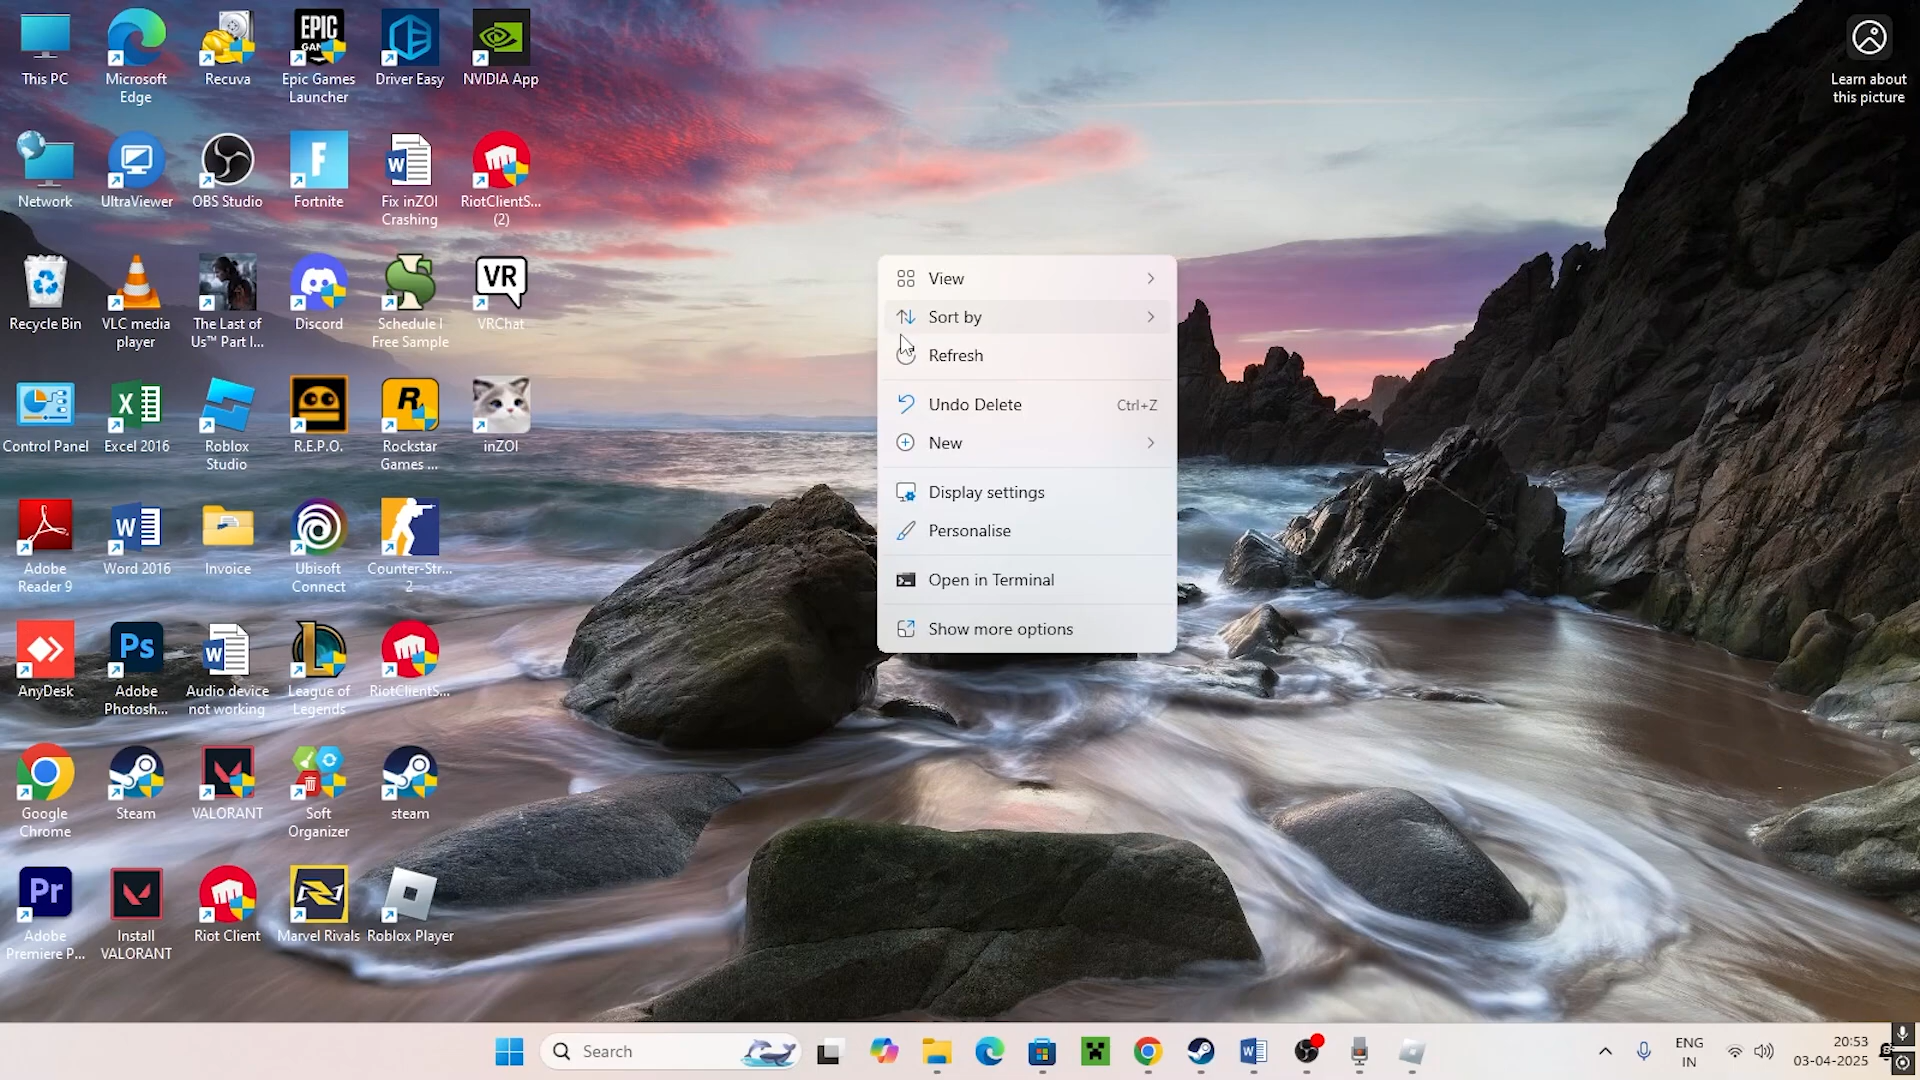 This PC
Microsoft
Edge
Recuva
EPIC
GAMES
Epic Games
Launcher
Driver Easy
NVIDIA App
Learn about
this picture
Network
UltraViewer
OBS Studio
F
Fortnite
W
Fix inZOI
Crashing
RiotClientS...
(2)
Recycle Bin
VLC media
player
The Last of
Us™ Part I...
Discord
Schedule I
Free Sample
VR
VRChat
Control Panel
X
Excel 2016
Roblox
Studio
R.E.P.O.
R
Rockstar
Games ...
inZOI
Adobe
Reader 9
W
Word 2016
Invoice
Ubisoft
Connect
Counter-Str...
2
AnyDesk
Ps
Adobe
Photosh...
W
Audio device
not working
League of
Legends
RiotClientS...
Google
Chrome
Steam
VALORANT
Soft
Organizer
steam
Pr
Adobe
Premiere P...
Install
VALORANT
Riot Client
Marvel Rivals
Roblox Player
View
Sort by
Refresh
Undo Delete Ctrl+Z
New
Display settings
Personalise
Open in Terminal
Show more options
Search
W
ENG
IN
20:53
03-04-2025